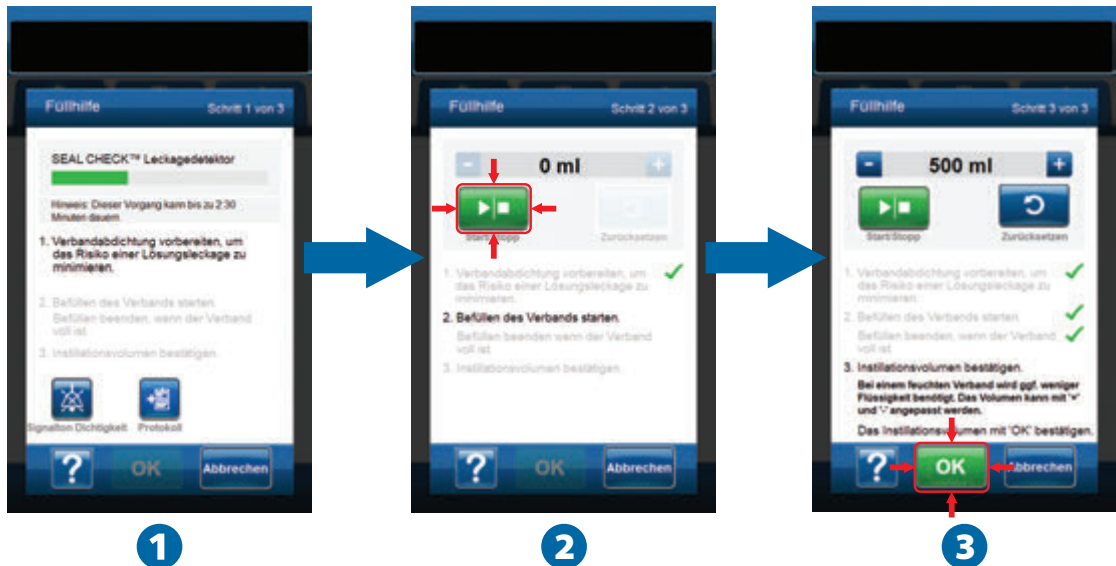 Füllhilfe Schritt 1 von 3
SEAL CHECK™ Leckagedetektor
Hinweis: Dieser Vorgang kann bis zu 2:30
Minuten dauern.
1. Verbandabdichtung vorbereiten, um
das Risiko einer Lösungsleckage zu
minimieren.
2. Befüllen des Verbands starten.
Befüllen beenden, wenn der Verband
voll ist.
3. Instillationsvolumen bestätigen.
Signalton Dichtigkeit Protokoll
? OK Abbrechen
1
Füllhilfe Schritt 2 von 3
- 0 ml +
Start/Stopp Zurücksetzen
1. Verbandabdichtung vorbereiten, um
das Risiko einer Lösungsleckage zu
minimieren.
2. Befüllen des Verbands starten.
Befüllen beenden wenn der Verband
voll ist
3. Instillationsvolumen bestätigen.
? OK Abbrechen
2
Füllhilfe Schritt 3 von 3
- 500 ml +
Start/Stopp Zurücksetzen
1. Verbandabdichtung vorbereiten, um
das Risiko einer Lösungsleckage zu
minimieren.
2. Befüllen des Verbands starten.
Befüllen beenden, wenn der Verband
voll ist
3. Instillationsvolumen bestätigen.
Bei einem feuchten Verband wird ggf. weniger
Flüssigkeit benötigt. Das Volumen kann mit '+'
und '-' angepasst werden.
Das Instillationsvolumen mit 'OK' bestätigen.
? OK Abbrechen
3